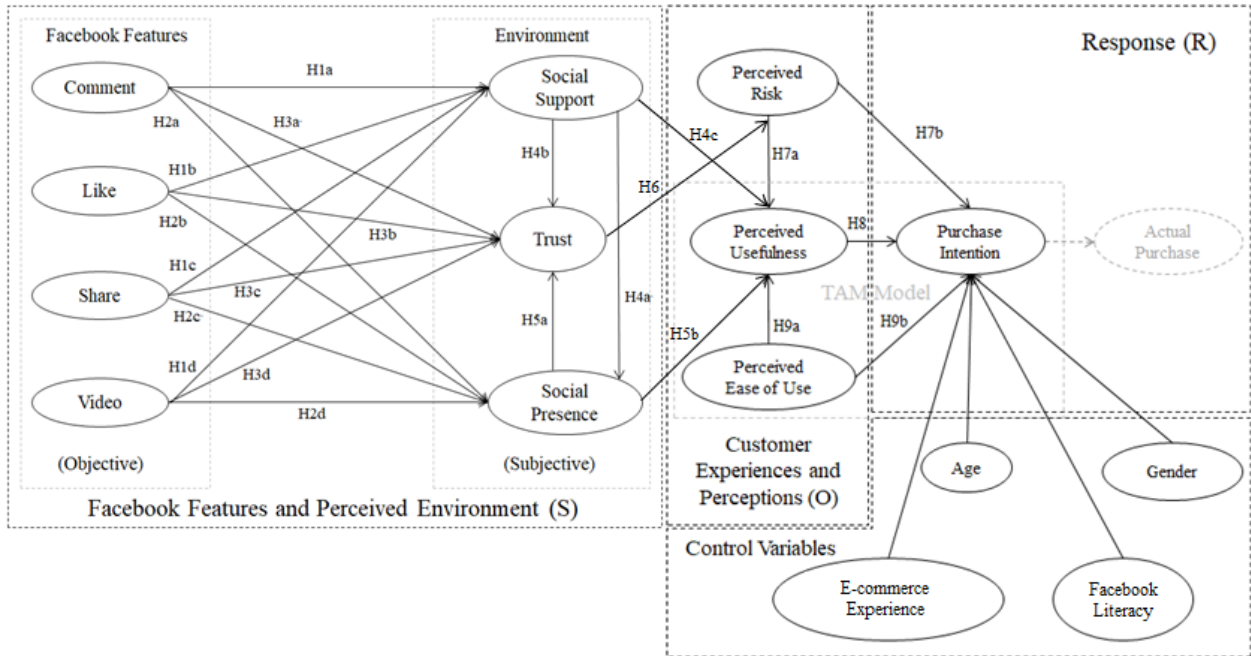 Facebook Features
Environment
Response (R)
Comment
Like
Share
Video
(Objective)
H1a
H2a
H3a
H1b
H2b
H3b
H1c
H3c
H2c
H1d
H3d
H2d
Social
Support
H4b
Trust
H5a
H4a
Social
Presence
(Subjective)
Facebook Features and Perceived Environment (S)
Perceived
Risk
H4c
H7a
H7b
H6
Perceived
Usefulness
H8
Purchase
Intention
Actual
Purchase
TAM Model
H5b
H9a
H9b
Perceived
Ease of Use
Customer
Experiences and
Perceptions (O)
Control Variables
Age
Gender
E-commerce
Experience
Facebook
Literacy